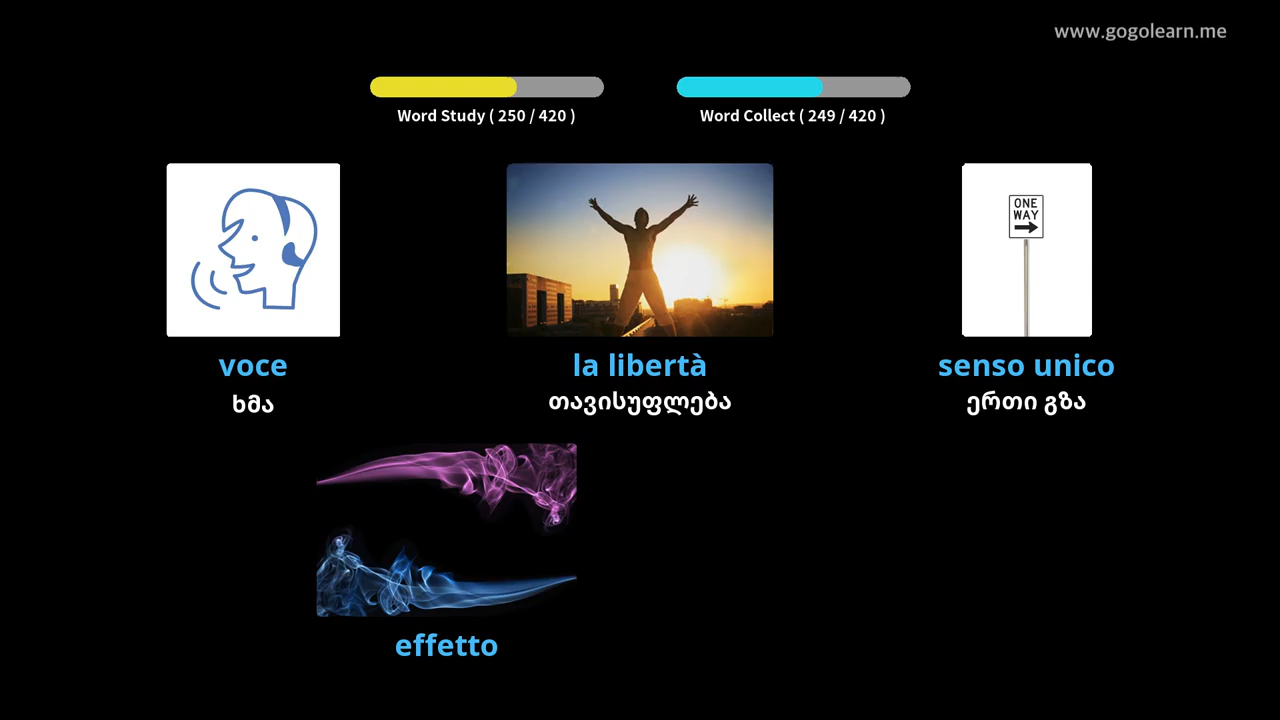 www.gogolearn.me
Word Study ( 250 / 420 )
Word Collect ( 249 / 420 )
ONE
WAY
voce
la libertà
senso unico
ხმა
თავისუფლება
ერთი გზა
effetto